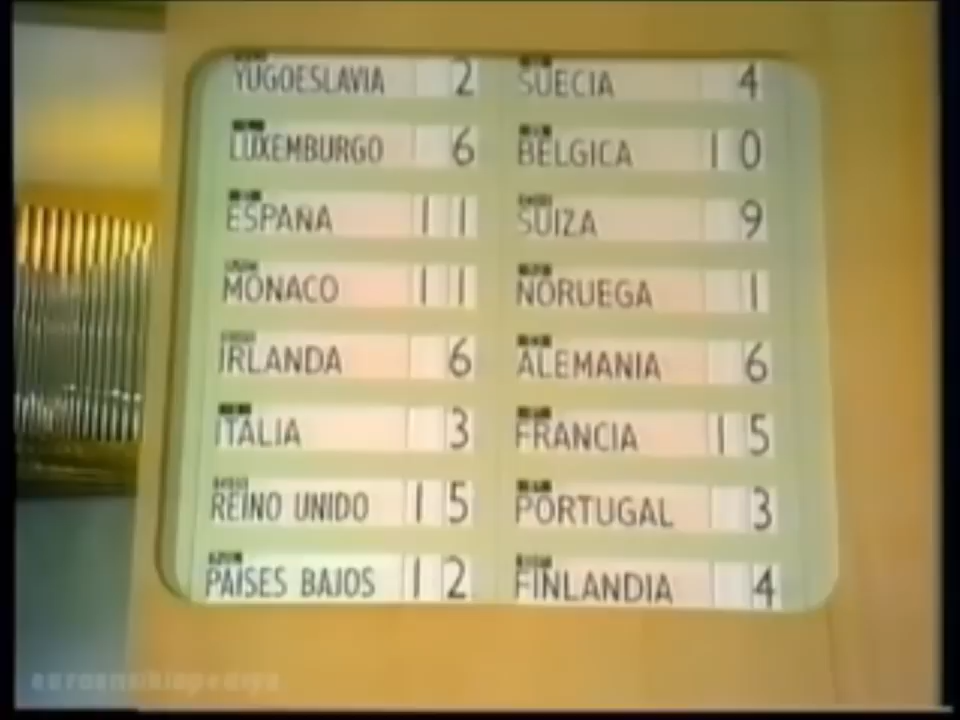 YUGOESLAVIA 2 SUECIA 4
LUXEMBURGO 6 BELGICA 10
ESPAÑA 11 SUIZA 9
MONACO 11 NORUEGA 1
IRLANDA 6 ALEMANIA 6
ITALIA 3 FRANCIA 15
REINO UNIDO 15 PORTUGAL 3
PAISES BAJOS 12 FINLANDIA 4